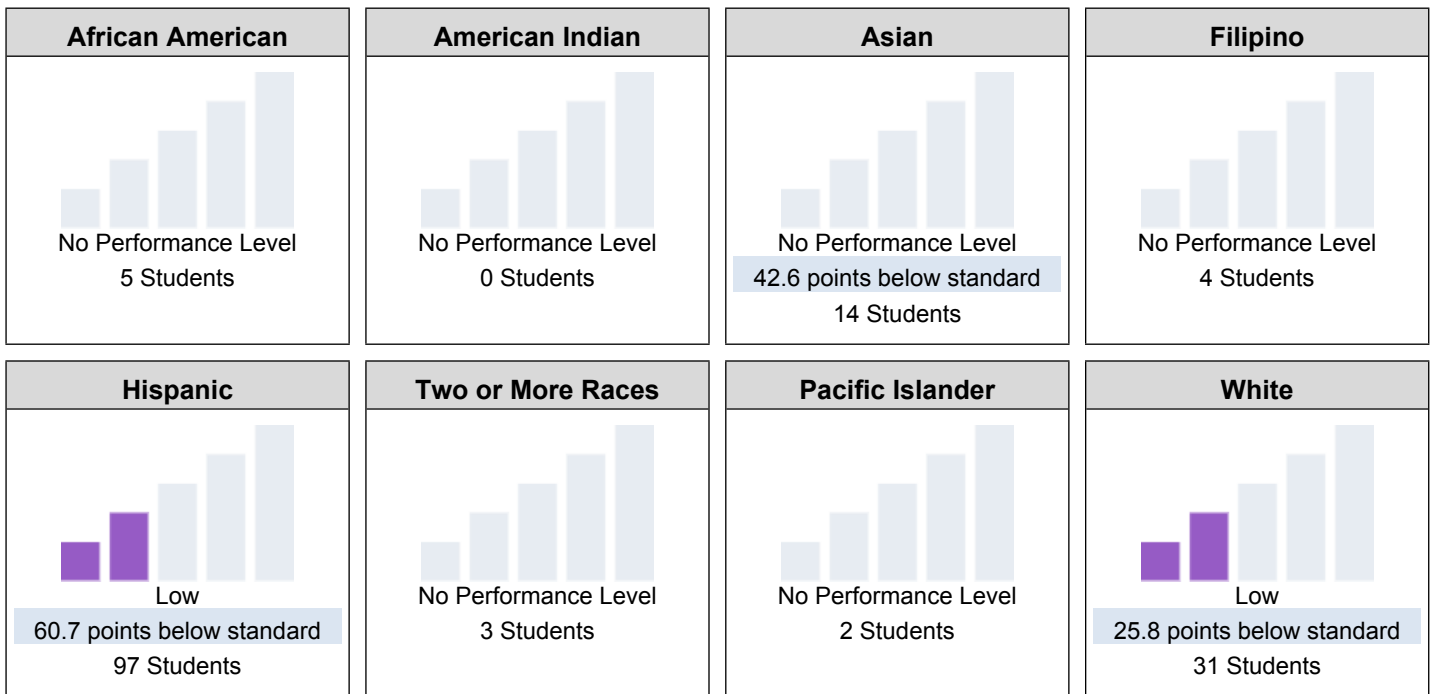 African American
No Performance Level
5 Students
American Indian
No Performance Level
0 Students
Asian
No Performance Level
42.6 points below standard
14 Students
Filipino
No Performance Level
4 Students
Hispanic
Low
60.7 points below standard
97 Students
Two or More Races
No Performance Level
3 Students
Pacific Islander
No Performance Level
2 Students
White
Low
25.8 points below standard
31 Students